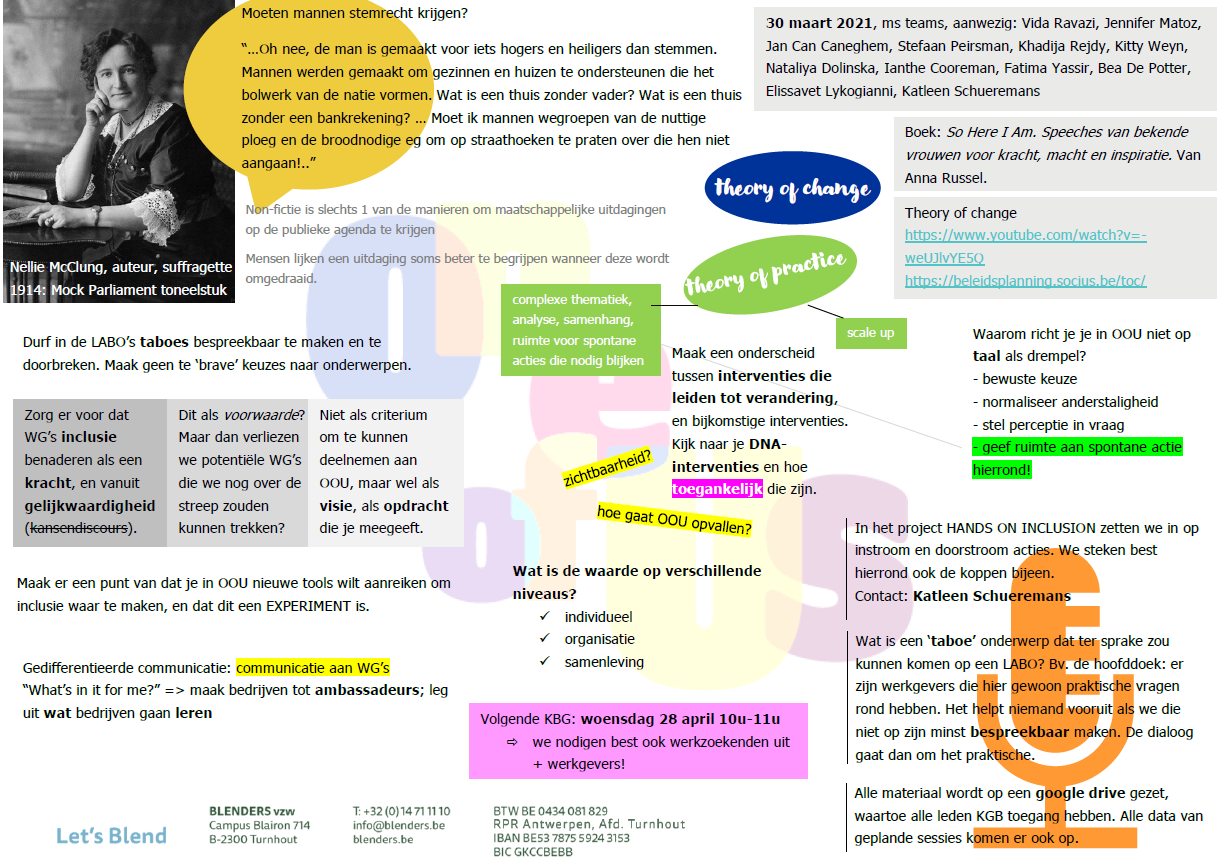 Moeten mannen stemrecht krijgen?
“...Oh nee, de man is gemaakt voor iets hogers en heiligers dan stemmen.
Mannen werden gemaakt om gezinnen en huizen te ondersteunen die het
bolwerk van de natie vormen. Wat is een thuis zonder vader? Wat is een thuis
zonder een bankrekening? ... Moet ik mannen wegroepen van de nuttige
ploeg en de broodnodige eg om op straathoeken te praten over die hen niet
aangaan!..”
Nellie McClung, auteur, suffragette
1914: Mock Parliament toneelstuk
Non-fictie is slechts 1 van de manieren om maatschappelijke uitdagingen
op de publieke agenda te krijgen
Mensen lijken een uitdaging soms beter te begrijpen wanneer deze wordt
omgedraaid.
30 maart 2021, ms teams, aanwezig: Vida Ravazi, Jennifer Matoz,
Jan Can Caneghem, Stefaan Peirsman, Khadija Rejdy, Kitty Weyn,
Nataliya Dolinska, Ianthe Cooreman, Fatima Yassir, Bea De Potter,
Elissavet Lykogianni, Katleen Schueremans
Boek: So Here I Am. Speeches van bekende
vrouwen voor kracht, macht en inspiratie. Van
Anna Russel.
theory of change
Theory of change
https://www.youtube.com/watch?v=-
weUJlvYE5Q
https://beleidsplanning.socius.be/toc/
theory of practice
complexe thematiek,
analyse, samenhang,
ruimte voor spontane
acties die nodig blijken
scale up
Durf in de LABO’s taboes bespreekbaar te maken en te
doorbreken. Maak geen te ‘brave’ keuzes naar onderwerpen.
Zorg er voor dat
WG’s inclusie
benaderen als een
kracht, en vanuit
gelijkwaardigheid
(kansendiscours).
Dit als voorwaarde?
Maar dan verliezen
we potentiële WG’s
die we nog over de
streep zouden
kunnen trekken?
Niet als criterium
om te kunnen
deelnemen aan
OOU, maar wel als
visie, als opdracht
die je meegeeft.
Maak een onderscheid
tussen interventies die
leiden tot verandering,
en bijkomstige interventies.
Kijk naar je DNA-
interventies en hoe
toegankelijk die zijn.
Waarom richt je je in OOU niet op
taal als drempel?
- bewuste keuze
- normaliseer anderstaligheid
- stel perceptie in vraag
- geef ruimte aan spontane actie
hierrond!
zichtbaarheid?
hoe gaat OOU opvallen?
Maak er een punt van dat je in OOU nieuwe tools wilt aanreiken om
inclusie waar te maken, en dat dit een EXPERIMENT is.
Gedifferentieerde communicatie: communicatie aan WG’s
“What’s in it for me?” => maak bedrijven tot ambassadeurs; leg
uit wat bedrijven gaan leren
Wat is de waarde op verschillende
niveaus?
✓ individueel
✓ organisatie
✓ samenleving
Volgende KBG: woensdag 28 april 10u-11u
⇨ we nodigen best ook werkzoekenden uit
+ werkgevers!
In het project HANDS ON INCLUSION zetten we in op
instroom en doorstroom acties. We steken best
hierrond ook de koppen bijeen.
Contact: Katleen Schueremans
Wat is een ‘taboe’ onderwerp dat ter sprake zou
kunnen komen op een LABO? Bv. de hoofddoek: er
zijn werkgevers die hier gewoon praktische vragen
rond hebben. Het helpt niemand vooruit als we die
niet op zijn minst bespreekbaar maken. De dialoog
gaat dan om het praktische.
Alle materiaal wordt op een google drive gezet,
waartoe alle leden KGB toegang hebben. Alle data van
geplande sessies komen er ook op.
Let’s Blend
BLENDERS vzw
Campus Blairon 714
B-2300 Turnhout
T: +32 (0)14 71 11 10
info@blenders.be
blenders.be
BTW BE 0434 081 829
RPR Antwerpen, Afd. Turnhout
IBAN BE53 7875 5924 3153
BIC GKCCBEBB